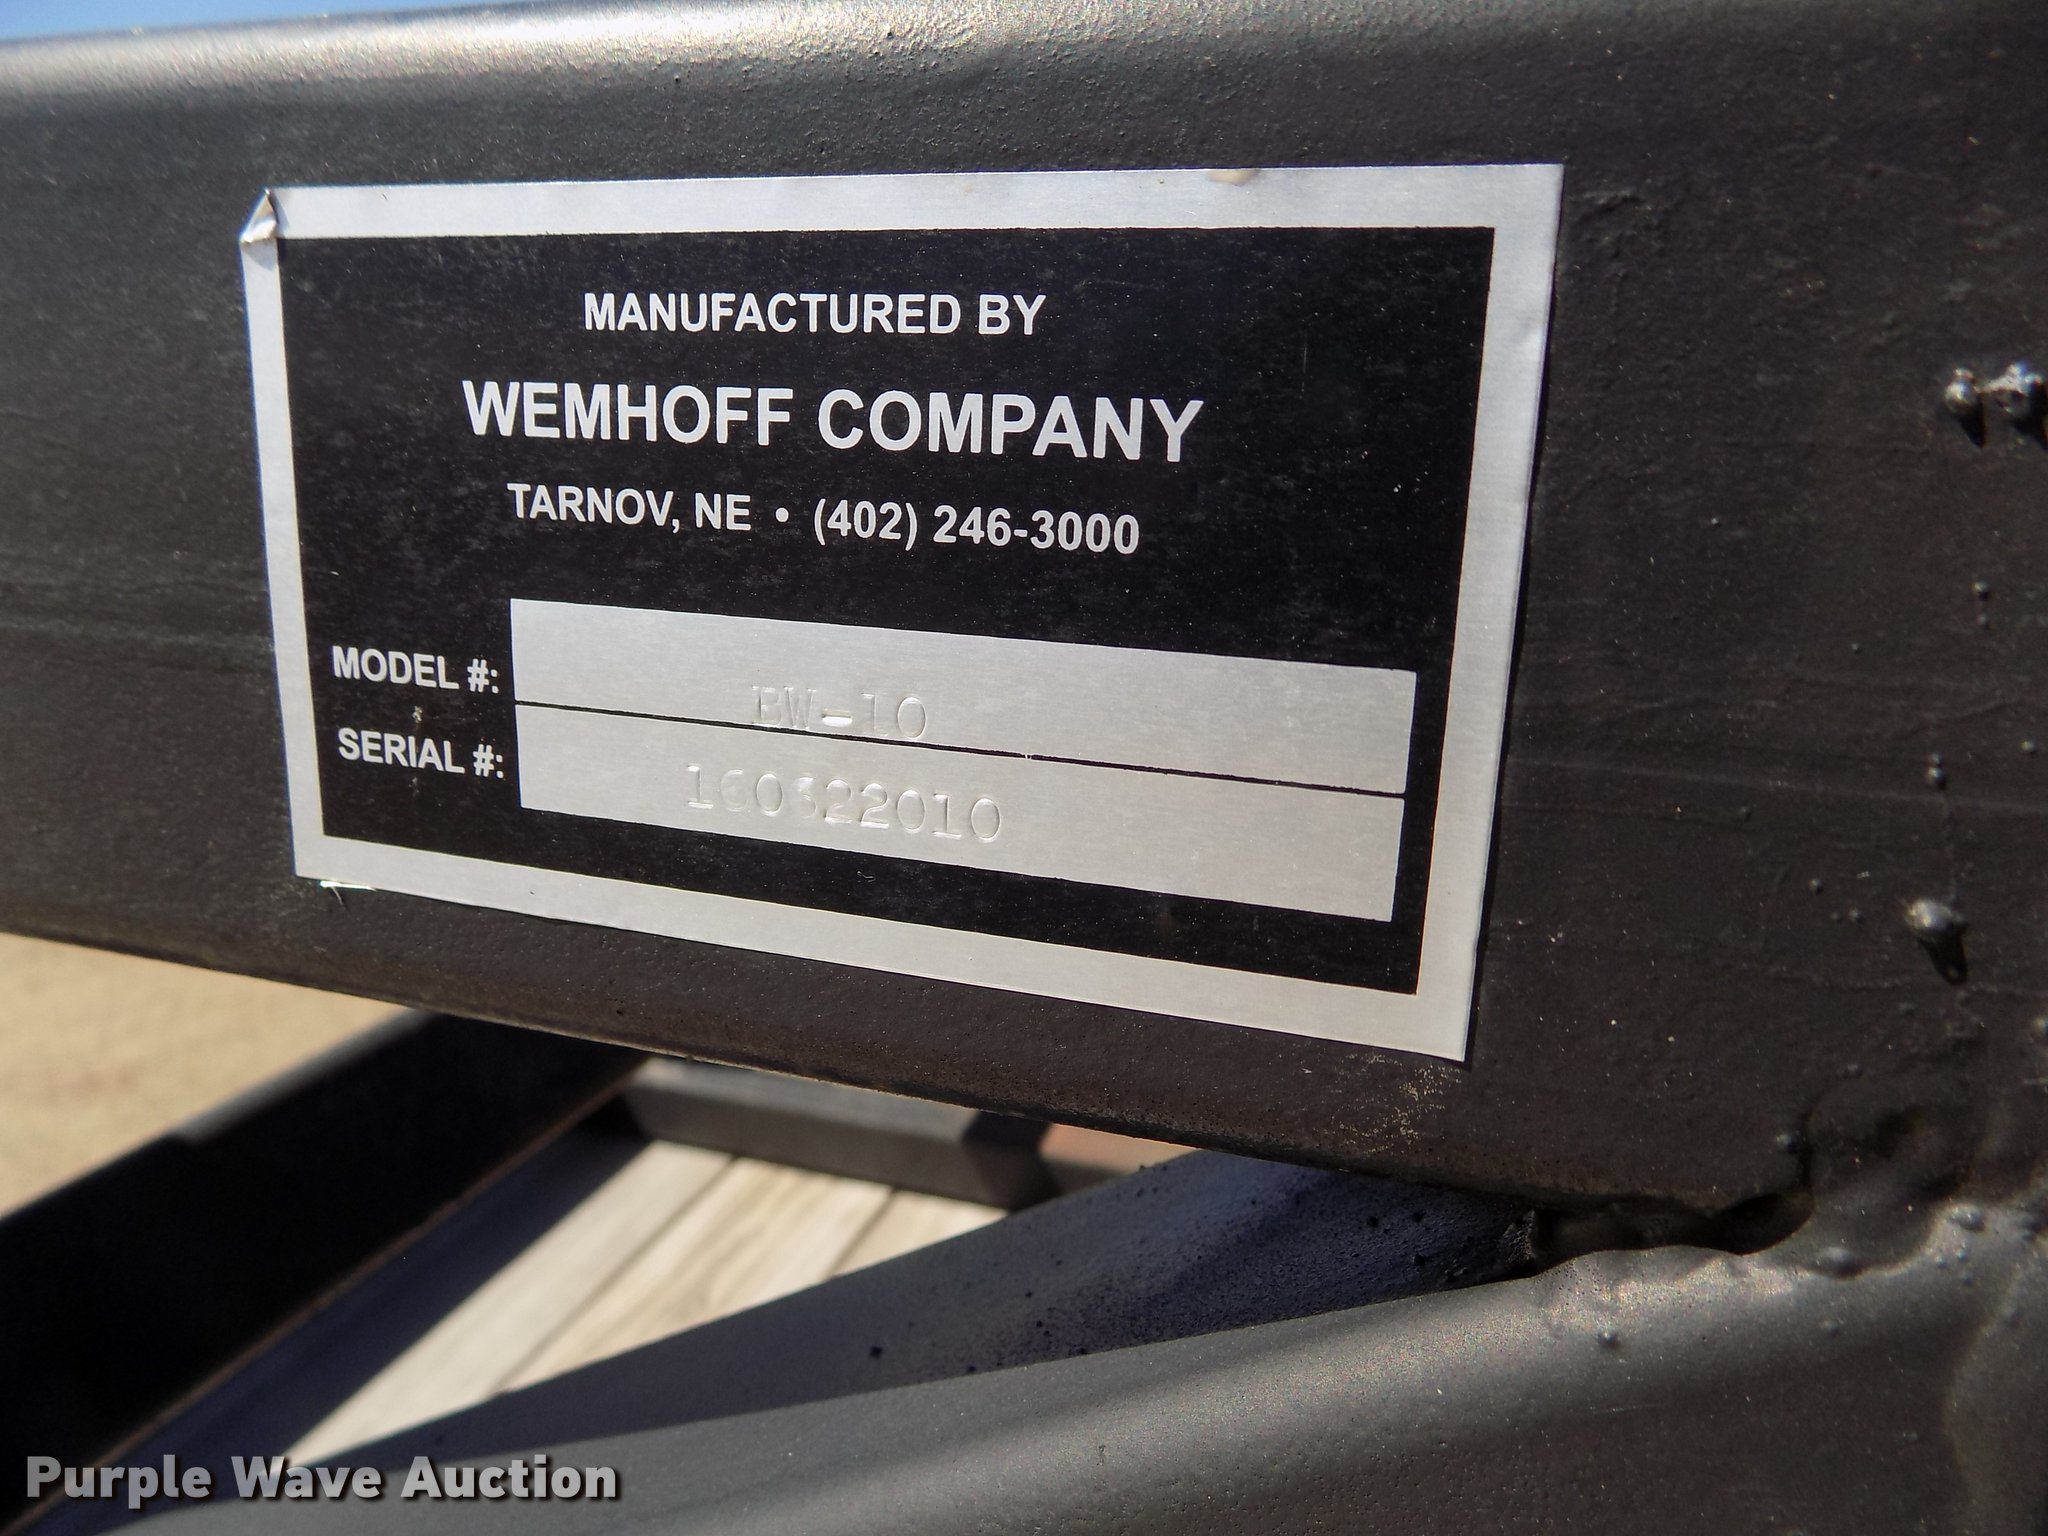 MANUFACTURED BY
WEMHOFF COMPANY
TARNOV, NE • (402) 246-3000
MODEL #: BW-10
SERIAL #: 160622010
Purple Wave Auction